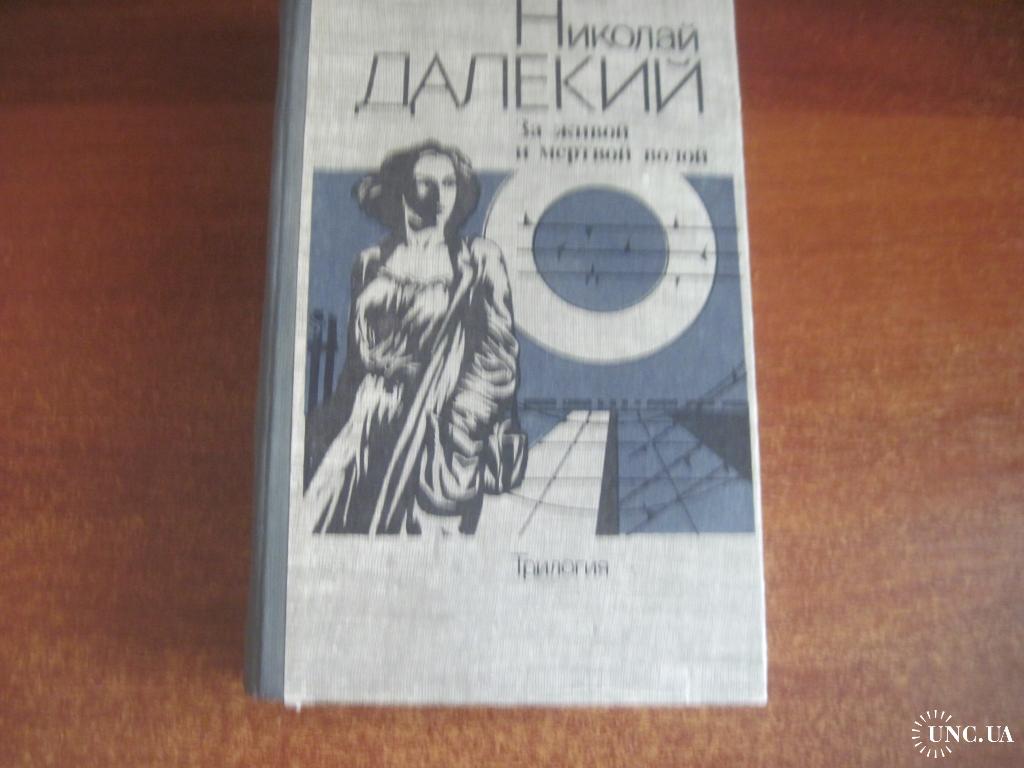 Николай
ДАЛЕКИЙ
За живой
и мертвой водой
Трилогия
UNC.UA